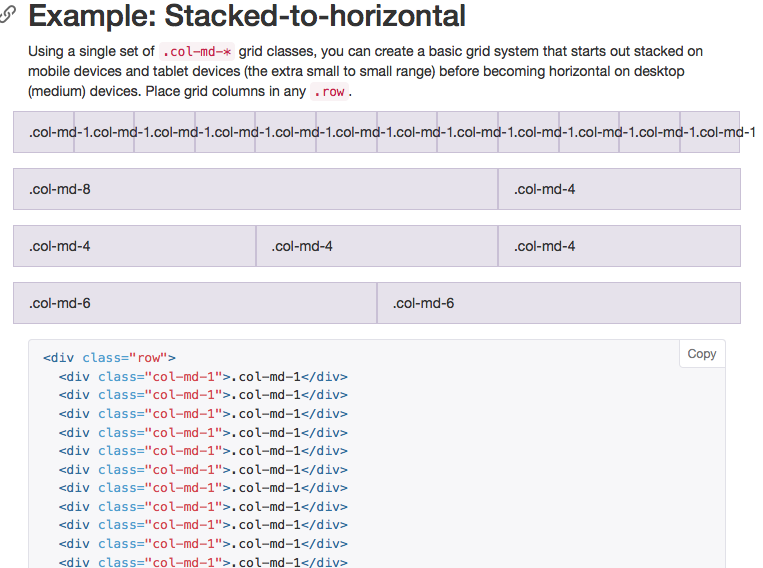 Example: Stacked-to-horizontal
Using a single set of .col-md-* grid classes, you can create a basic grid system that starts out stacked on
mobile devices and tablet devices (the extra small to small range) before becoming horizontal on desktop
(medium) devices. Place grid columns in any .row.
.col-md-1.col-md-1.col-md-1.col-md-1.col-md-1.col-md-1.col-md-1.col-md-1.col-md-1.col-md-1.col-md-1.col-md-1
.col-md-8 .col-md-4
.col-md-4 .col-md-4 .col-md-4
.col-md-6 .col-md-6
Copy
<div class="row">
<div class="col-md-1">.col-md-1</div>
<div class="col-md-1">.col-md-1</div>
<div class="col-md-1">.col-md-1</div>
<div class="col-md-1">.col-md-1</div>
<div class="col-md-1">.col-md-1</div>
<div class="col-md-1">.col-md-1</div>
<div class="col-md-1">.col-md-1</div>
<div class="col-md-1">.col-md-1</div>
<div class="col-md-1">.col-md-1</div>
<div class="col-md-1">.col-md-1</div>
<div class="col-md-1">.col-md-1</div>